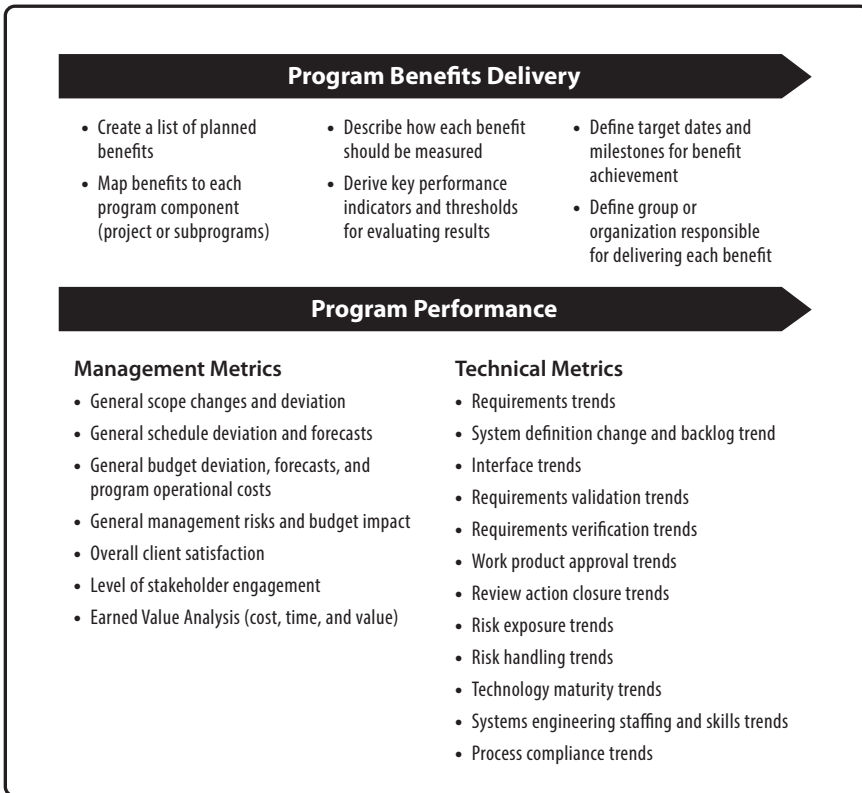 Program Benefits Delivery
• Create a list of planned
benefits
• Map benefits to each
program component
(project or subprograms)
• Describe how each benefit
should be measured
• Derive key performance
indicators and thresholds
for evaluating results
• Define target dates and
milestones for benefit
achievement
• Define group or
organization responsible
for delivering each benefit
Program Performance
Management Metrics
• General scope changes and deviation
• General schedule deviation and forecasts
• General budget deviation, forecasts, and
program operational costs
• General management risks and budget impact
• Overall client satisfaction
• Level of stakeholder engagement
• Earned Value Analysis (cost, time, and value)
Technical Metrics
• Requirements trends
• System definition change and backlog trend
• Interface trends
• Requirements validation trends
• Requirements verification trends
• Work product approval trends
• Review action closure trends
• Risk exposure trends
• Risk handling trends
• Technology maturity trends
• Systems engineering staffing and skills trends
• Process compliance trends